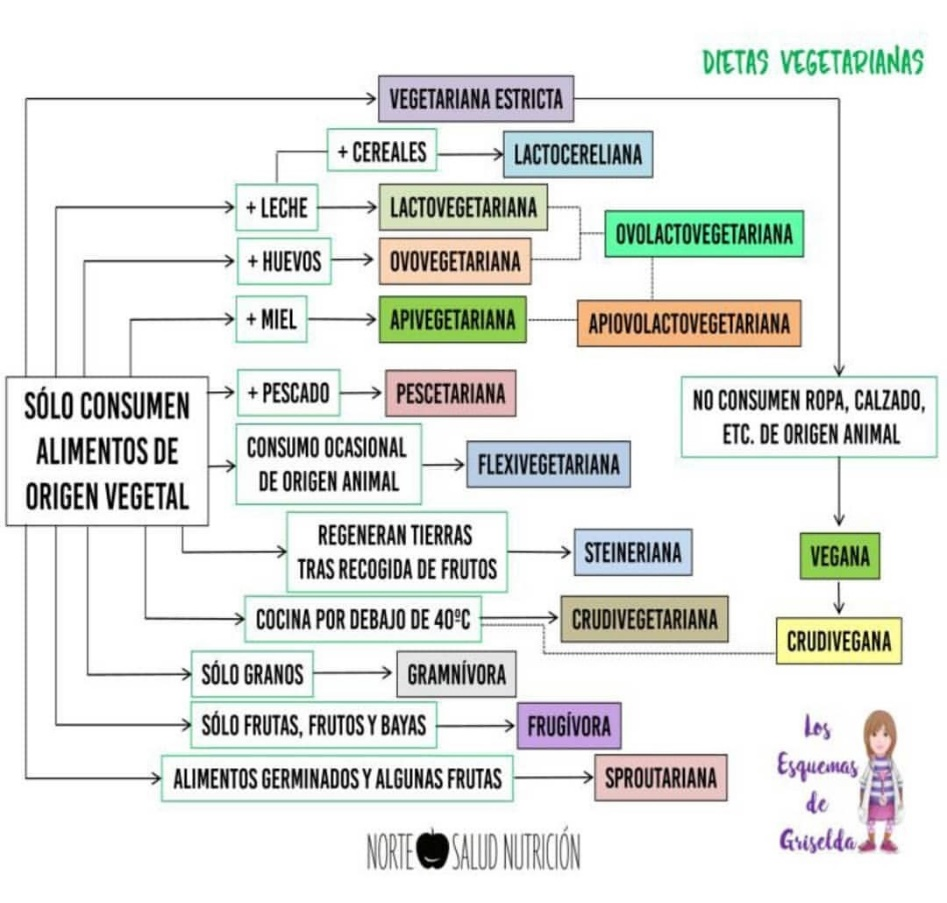 DIETAS VEGETARIANAS
VEGETARIANA ESTRICTA
+ CEREALES
LACTOCERELIANA
+ LECHE
LACTOVEGETARIANA
OVOLACTOVEGETARIANA
+ HUEVOS
OVOVEGETARIANA
+ MIEL
APIVEGETARIANA
APIOVOLACTOVEGETARIANA
SÓLO CONSUMEN
ALIMENTOS DE
ORIGEN VEGETAL
+ PESCADO
PESCETARIANA
NO CONSUMEN ROPA, CALZADO,
ETC. DE ORIGEN ANIMAL
CONSUMO OCASIONAL
DE ORIGEN ANIMAL
FLEXIVEGETARIANA
REGENERAN TIERRAS
TRAS RECOGIDA DE FRUTOS
STEINERIANA
VEGANA
COCINA POR DEBAJO DE 40ºC
CRUDIVEGETARIANA
CRUDIVEGANA
SÓLO GRANOS
GRAMNÍVORA
SÓLO FRUTAS, FRUTOS Y BAYAS
FRUGÍVORA
ALIMENTOS GERMINADOS Y ALGUNAS FRUTAS
SPROUTARIANA
Los
Esquemas
de
Griselda
NORTE SALUD NUTRICIÓN